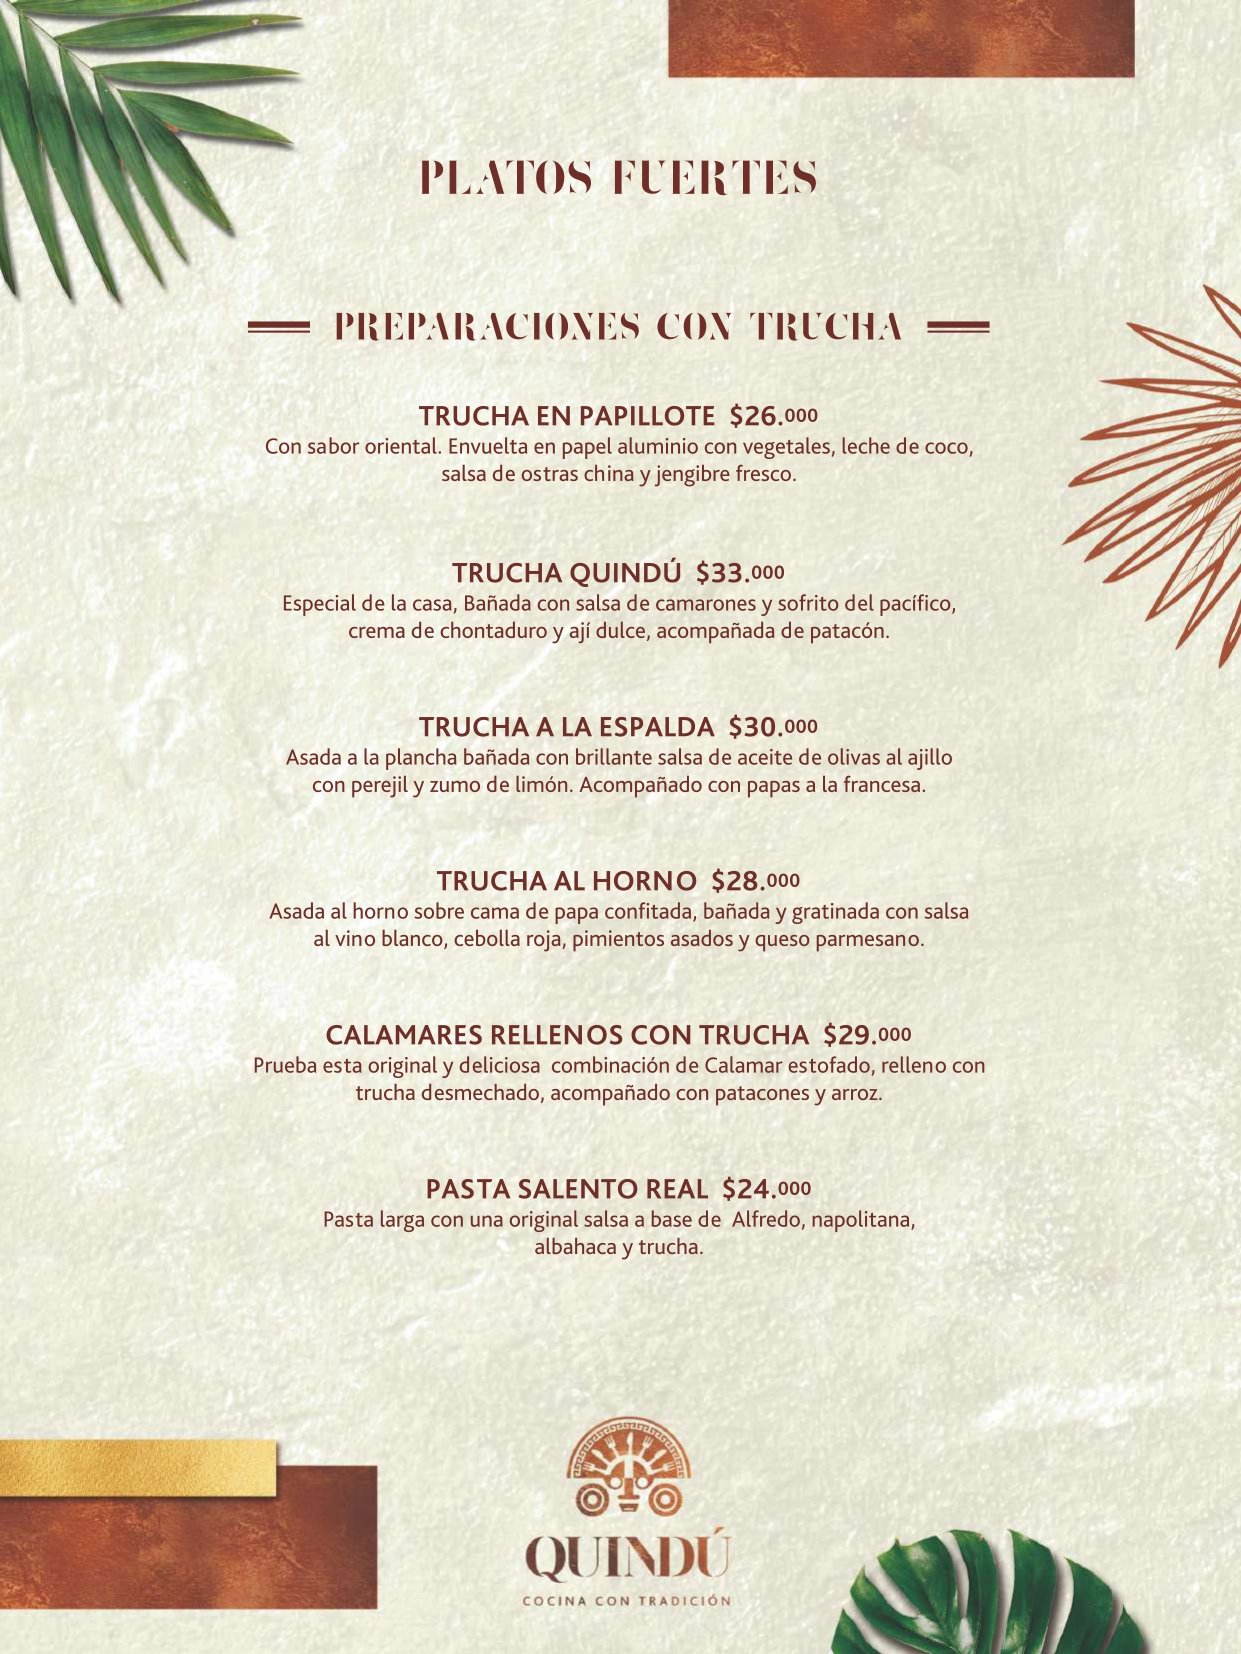 PLATOS FUERTES
PREPARACIONES CON TRUCHA
TRUCHA EN PAPILLOTE $26.000
Con sabor oriental. Envuelta en papel aluminio con vegetales, leche de coco,
salsa de ostras china y jengibre fresco.
TRUCHA QUINDÚ $33.000
Especial de la casa, Bañada con salsa de camarones y sofrito del pacífico,
crema de chontaduro y ají dulce, acompañada de patacón.
TRUCHA A LA ESPALDA $30.000
Asada a la plancha bañada con brillante salsa de aceite de olivas al ajillo
con perejil y zumo de limón. Acompañado con papas a la francesa.
TRUCHA AL HORNO $28.000
Asada al horno sobre cama de papa confitada, bañada y gratinada con salsa
al vino blanco, cebolla roja, pimientos asados y queso parmesano.
CALAMARES RELLENOS CON TRUCHA $29.000
Prueba esta original y deliciosa combinación de Calamar estofado, relleno con
trucha desmechado, acompañado con patacones y arroz.
PASTA SALENTO REAL $24.000
Pasta larga con una original salsa a base de Alfredo, napolitana,
albahaca y trucha.
QUINDÚ
COCINA CON TRADICIÓN